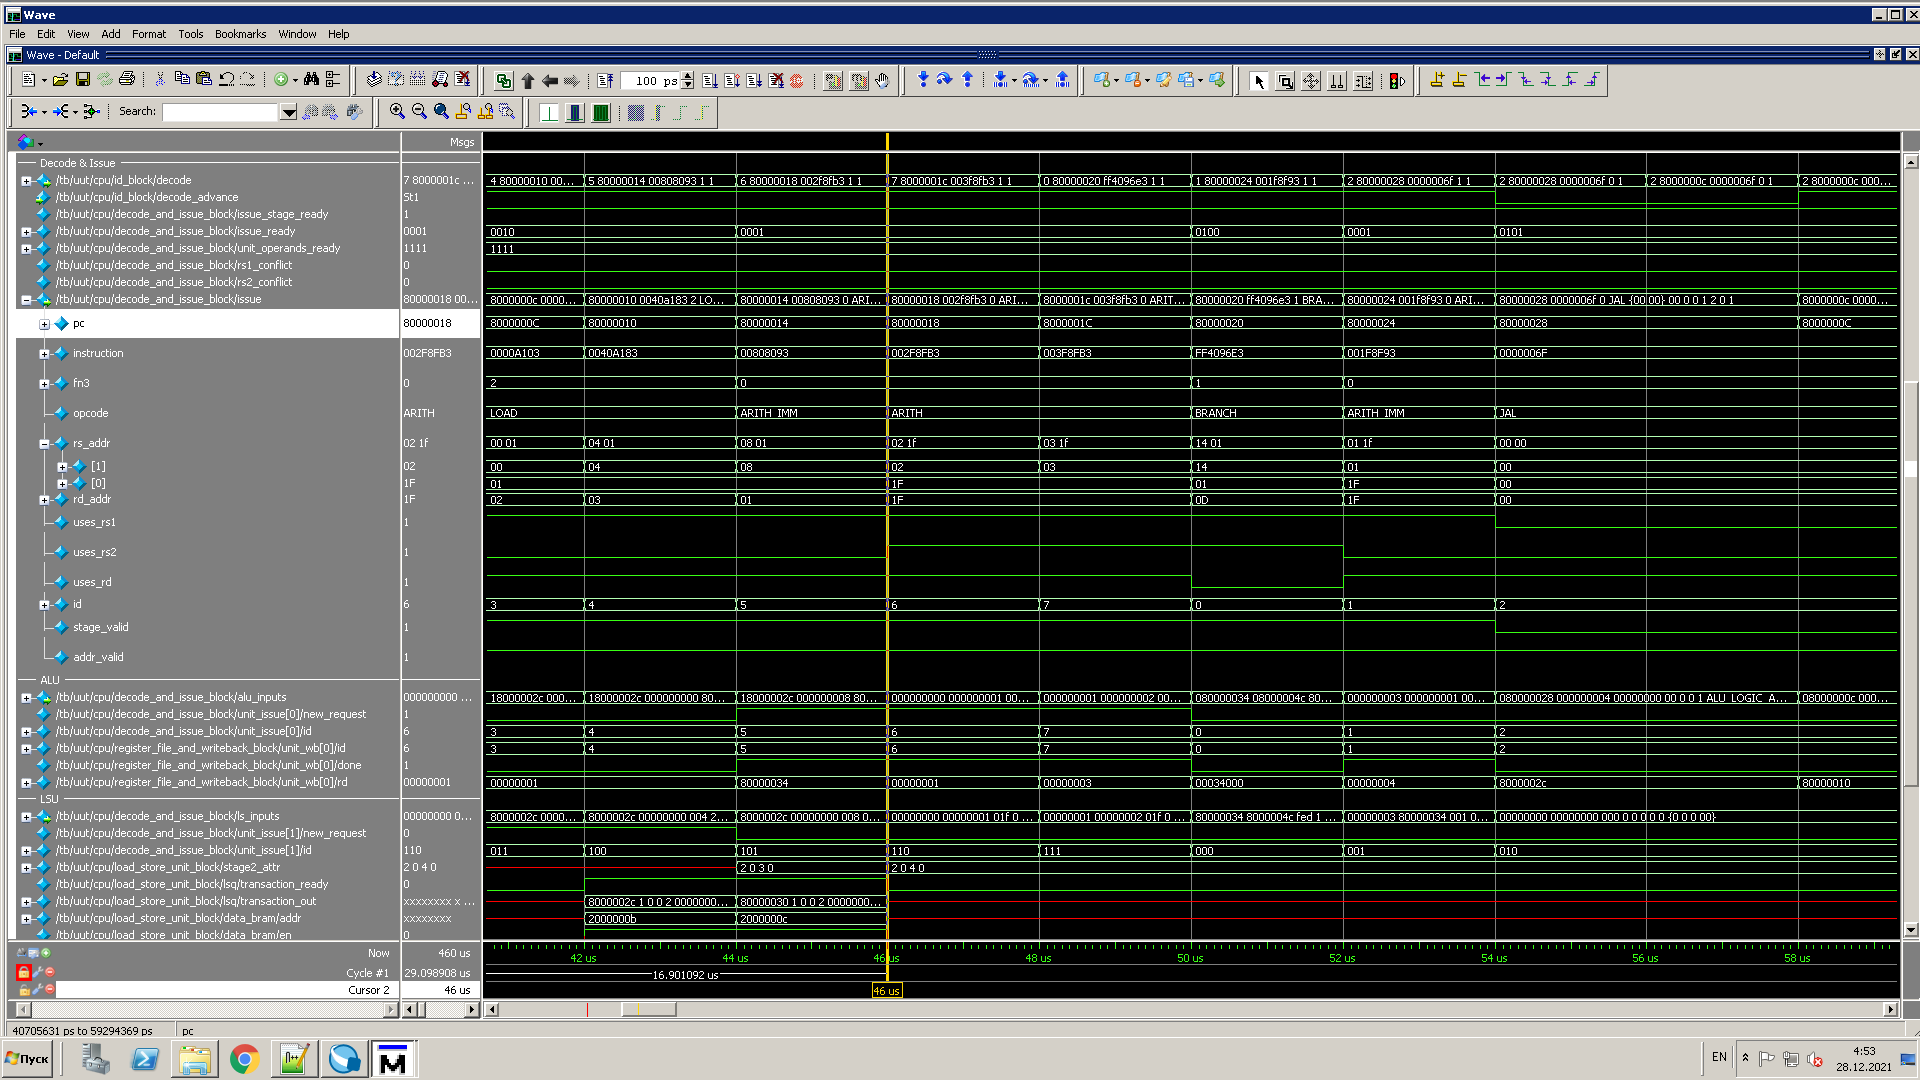 Wave
File Edit View Add Format Tools Bookmarks Window Help
Wave - Default
100 ps
Search:
Msgs
Decode & Issue
/tb/uut/cpu/id_block/decode 7 8000001c ... 4 80000010 00... 5 80000014 00808093 1 1 6 80000018 002f8fb3 1 1 7 8000001c 003f8fb3 1 1 0 80000020 ff4096e3 1 1 1 80000024 001f8f93 1 1 2 80000028 0000006f 1 1 2 80000028 0000006f 0 1 2 8000000c 0000006f 0 1 2 8000000c 000...
/tb/uut/cpu/id_block/decode_advance St1
/tb/uut/cpu/decode_and_issue_block/issue_stage_ready 1
/tb/uut/cpu/decode_and_issue_block/issue_ready 0001 0010 0001 0100 0001 0101
/tb/uut/cpu/decode_and_issue_block/unit_operands_ready 1111 1111
/tb/uut/cpu/decode_and_issue_block/rs1_conflict 0
/tb/uut/cpu/decode_and_issue_block/rs2_conflict 0
/tb/uut/cpu/decode_and_issue_block/issue 80000018 00... 8000000c 0000... 80000010 0040a183 2 LO... 80000014 00808093 0 ARI... 80000018 002f8fb3 0 ARI... 8000001c 003f8fb3 0 ARIT... 80000020 ff4096e3 1 BRA... 80000024 001f8f93 0 ARI... 80000028 0000006f 0 JAL {00 00} 00 0 0 1 2 0 1 8000000c 0000...
pc 80000018 8000000C 80000010 80000014 80000018 8000001C 80000020 80000024 80000028 8000000C
instruction 002F8FB3 0000A103 0040A183 00808093 002F8FB3 003F8FB3 FF4096E3 001F8F93 0000006F
fn3 0 2 0 1 0
opcode ARITH LOAD ARITH_IMM ARITH BRANCH ARITH_IMM JAL
rs_addr 02 1f 00 01 04 01 08 01 02 1f 03 1f 14 01 01 1f 00 00
[1] 02 00 04 08 02 03 14 01 00
[0] 1F 01 1F 01 1F 00
rd_addr 1F 02 03 01 1F 0D 1F 00
uses_rs1 1
uses_rs2 1
uses_rd 1
id 6 3 4 5 6 7 0 1 2
stage_valid 1
addr_valid 1
ALU
/tb/uut/cpu/decode_and_issue_block/alu_inputs 000000000 ... 18000002c 000... 18000002c 000000000 80... 18000002c 000000008 80... 000000000 000000001 00... 000000001 000000002 00... 080000034 08000004c 80... 000000003 000000001 00... 080000028 000000004 00000000 00 0 0 1 ALU_LOGIC_A... 08000000c 000...
/tb/uut/cpu/decode_and_issue_block/unit_issue[0]/new_request 1
/tb/uut/cpu/decode_and_issue_block/unit_issue[0]/id 6 3 4 5 6 7 0 1 2
/tb/uut/cpu/register_file_and_writeback_block/unit_wb[0]/id 6 3 4 5 6 7 0 1 2
/tb/uut/cpu/register_file_and_writeback_block/unit_wb[0]/done 1
/tb/uut/cpu/register_file_and_writeback_block/unit_wb[0]/rd 00000001 00000001 80000034 00000001 00000003 00034000 00000004 8000002c 80000010
LSU
/tb/uut/cpu/decode_and_issue_block/ls_inputs 00000000 0... 8000002c 0000... 8000002c 00000000 004 2... 8000002c 00000000 008 0... 00000000 00000001 01f 0 ... 00000001 00000002 01f 0 ... 80000034 8000004c fed 1 ... 00000003 80000034 001 0... 00000000 00000000 000 0 0 0 0 0 {0 0 0 00}
/tb/uut/cpu/decode_and_issue_block/unit_issue[1]/new_request 0
/tb/uut/cpu/decode_and_issue_block/unit_issue[1]/id 110 011 100 101 110 111 000 001 010
/tb/uut/cpu/load_store_unit_block/stage2_attr 2 0 4 0 2 0 3 0 2 0 4 0
/tb/uut/cpu/load_store_unit_block/lsq/transaction_ready 0
/tb/uut/cpu/load_store_unit_block/lsq/transaction_out xxxxxxxx x ... 8000002c 1 0 0 2 0000000... 80000030 1 0 0 2 0000000...
/tb/uut/cpu/load_store_unit_block/data_bram/addr xxxxxxxx 2000000b 2000000c
/tb/uut/cpu/load_store_unit_block/data_bram/en 0
Now 460 us 42 us 44 us 46 us 48 us 50 us 52 us 54 us 56 us 58 us
Cycle #1 29.098908 us 16.901092 us
Cursor 2 46 us 46 us
40705631 ps to 59294369 ps pc
Пуск EN 4:53
28.12.2021